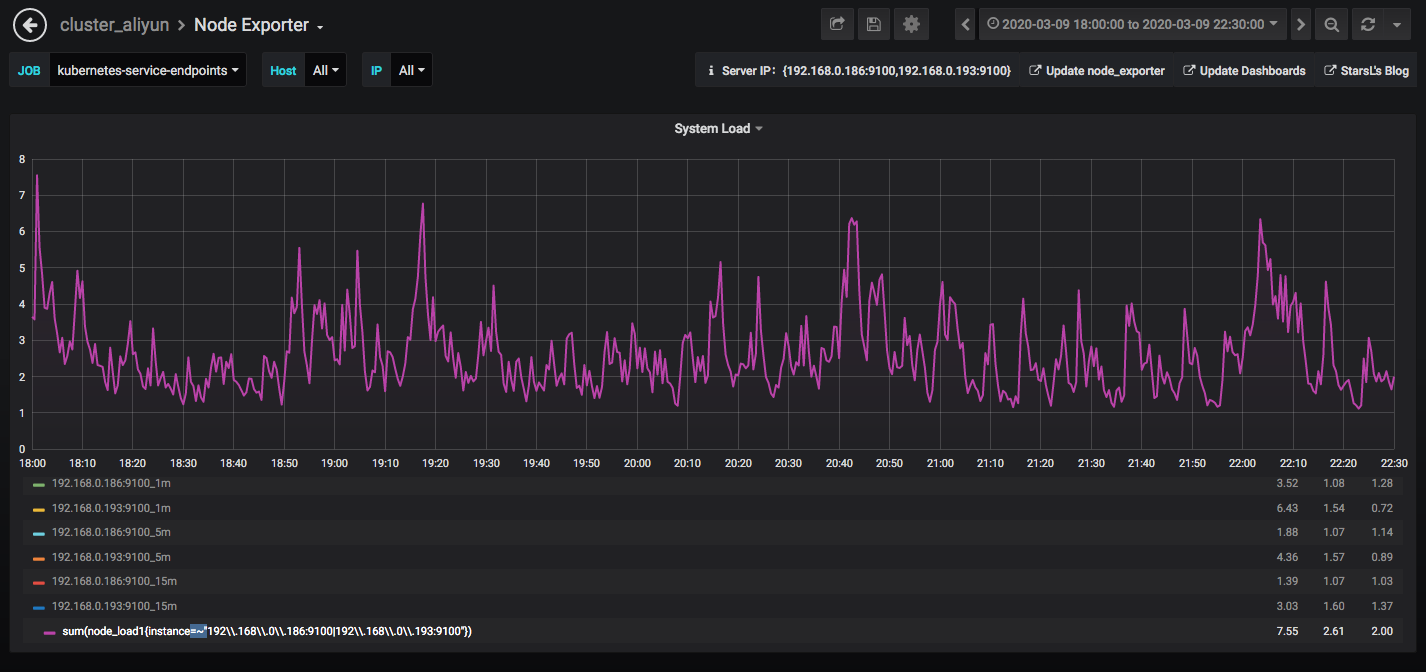 cluster_aliyun > Node Exporter
2020-03-09 18:00:00 to 2020-03-09 22:30:00
JOB kubernetes-service-endpoints Host All IP All
Server IP：{192.168.0.186:9100,192.168.0.193:9100} Update node_exporter Update Dashboards StarsL's Blog
System Load
8
7
6
5
4
3
2
1
0
18:00 18:10 18:20 18:30 18:40 18:50 19:00 19:10 19:20 19:30 19:40 19:50 20:00 20:10 20:20 20:30 20:40 20:50 21:00 21:10 21:20 21:30 21:40 21:50 22:00 22:10 22:20 22:30
192.168.0.186:9100_1m 3.52 1.08 1.28
192.168.0.193:9100_1m 6.43 1.54 0.72
192.168.0.186:9100_5m 1.88 1.07 1.14
192.168.0.193:9100_5m 4.36 1.57 0.89
192.168.0.186:9100_15m 1.39 1.07 1.03
192.168.0.193:9100_15m 3.03 1.60 1.37
sum(node_load1{instance=~"192\\.168\\.0\\.186:9100|192\\.168\\.0\\.193:9100"}) 7.55 2.61 2.00